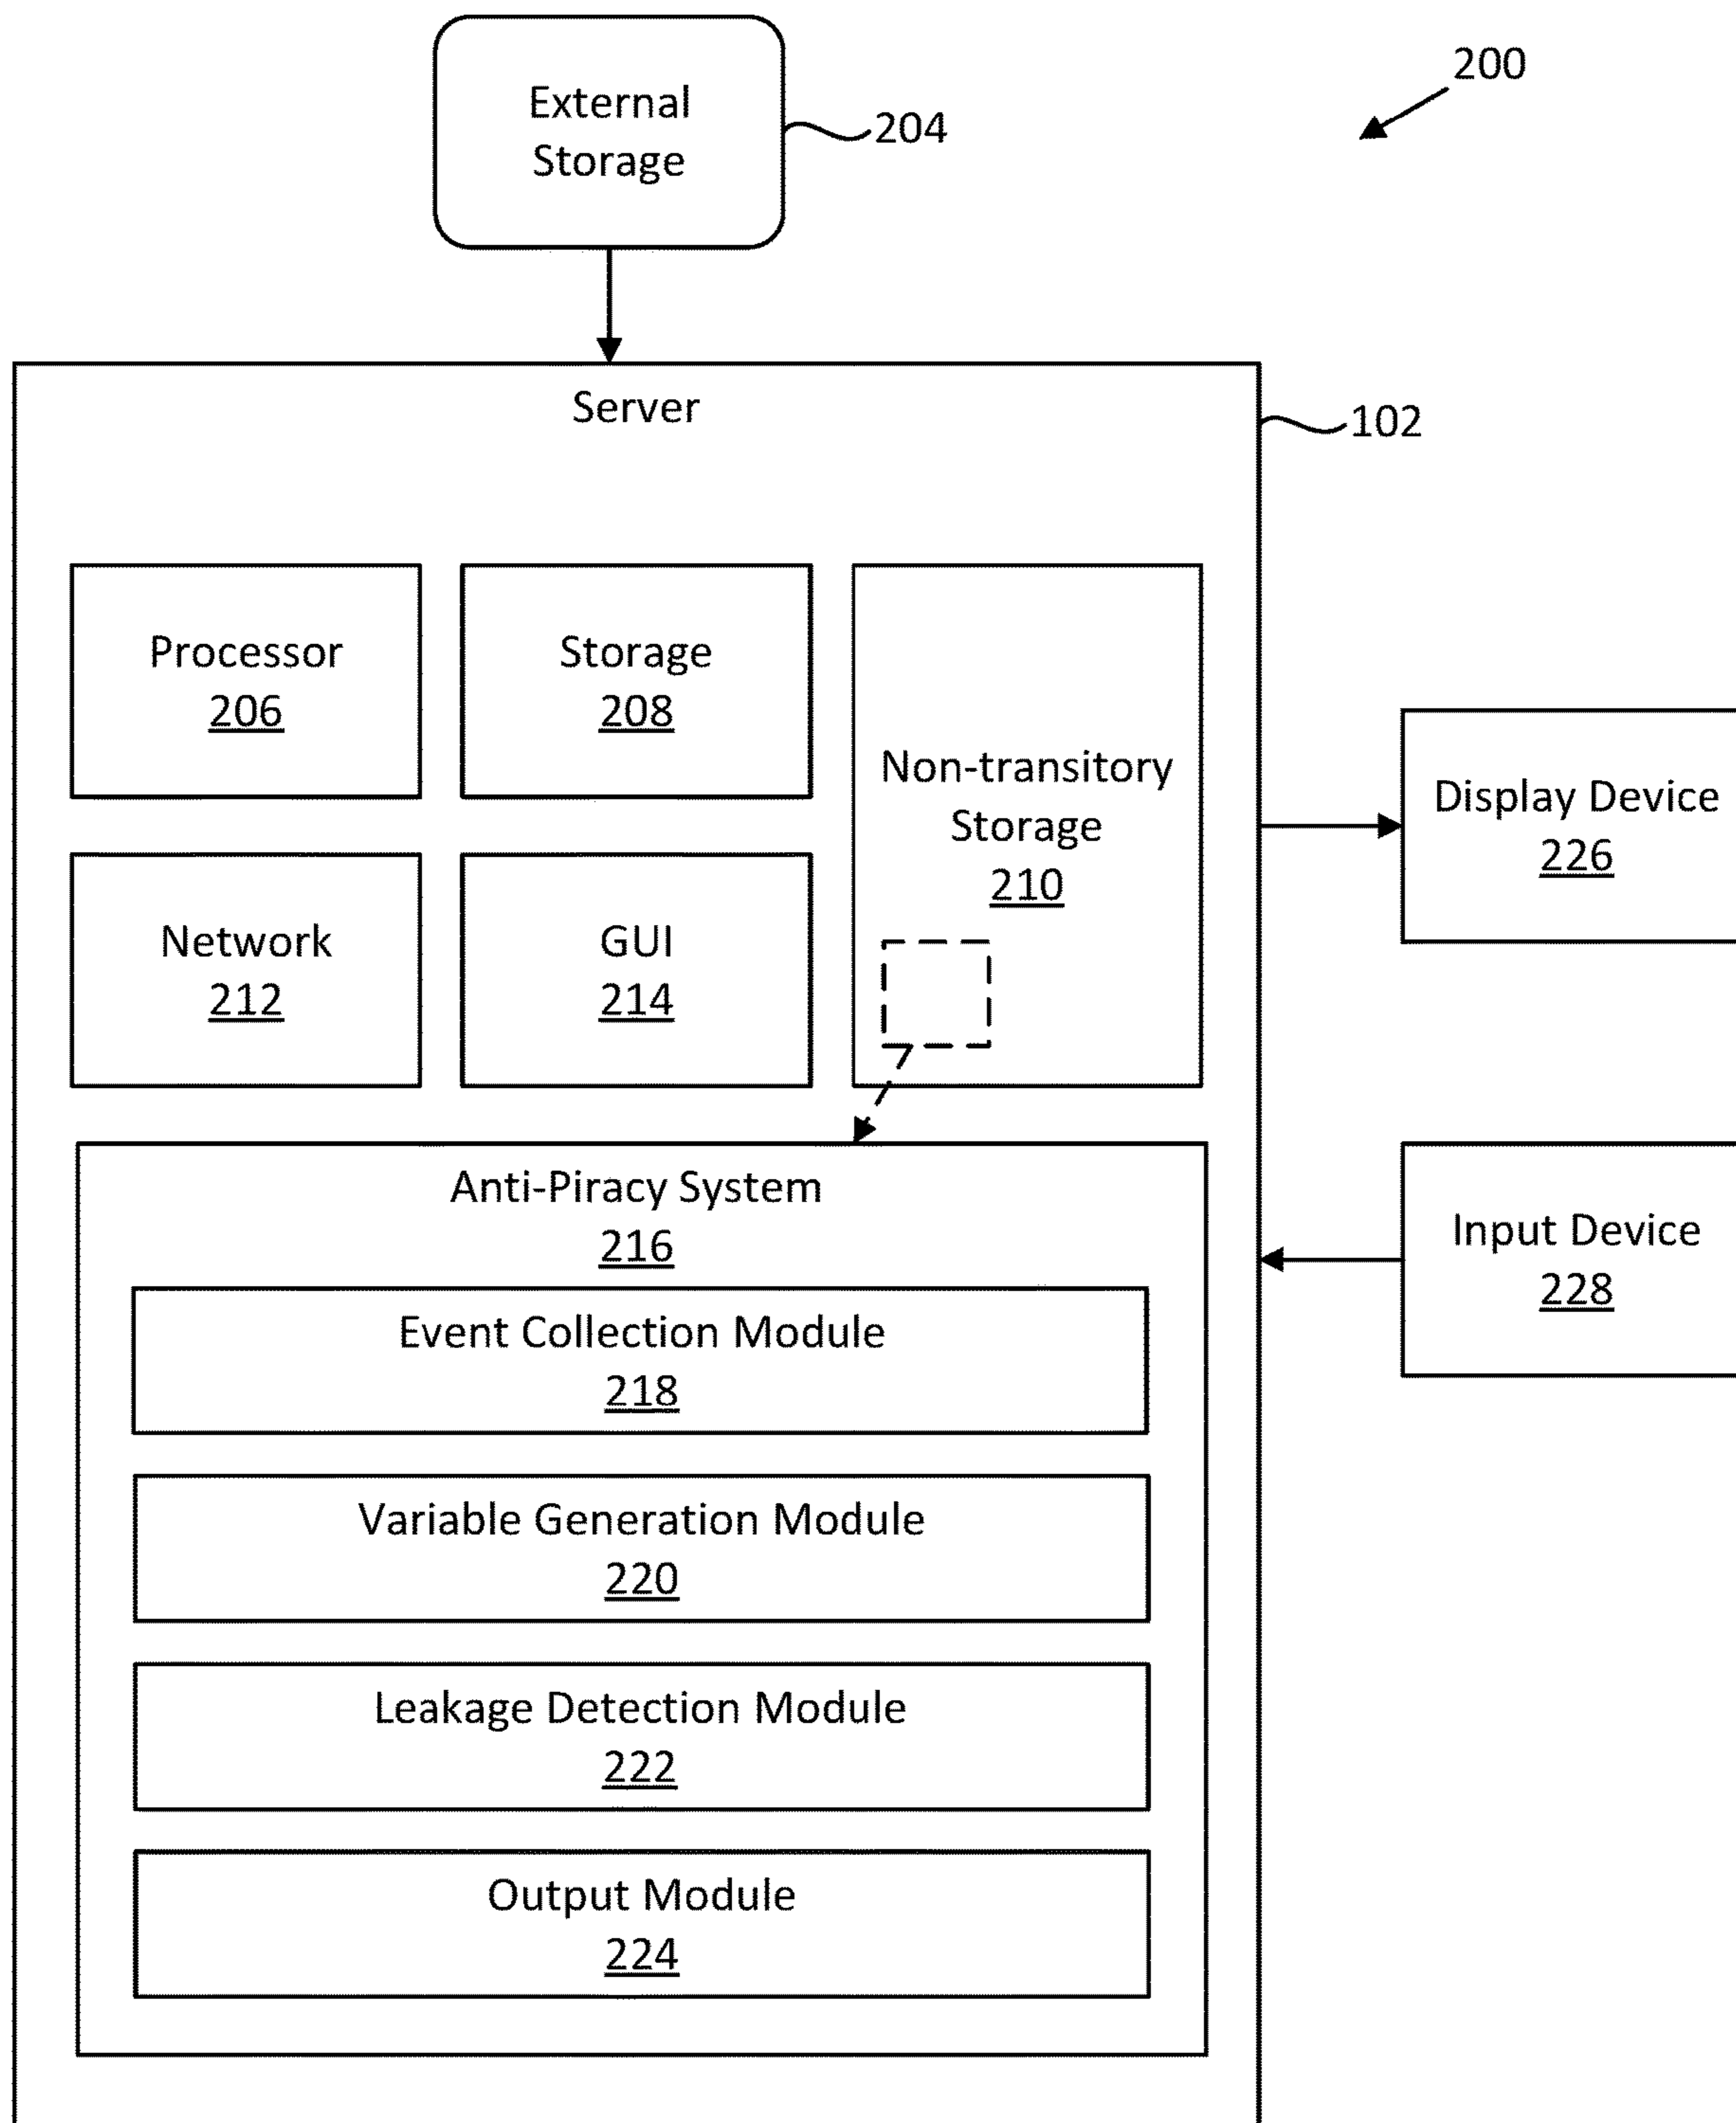 200
External
Storage
204
Server
102
Processor
206
Storage
208
Non-transitory
Storage
210
Network
212
GUI
214
Display Device
226
Anti-Piracy System
216
Input Device
228
Event Collection Module
218
Variable Generation Module
220
Leakage Detection Module
222
Output Module
224